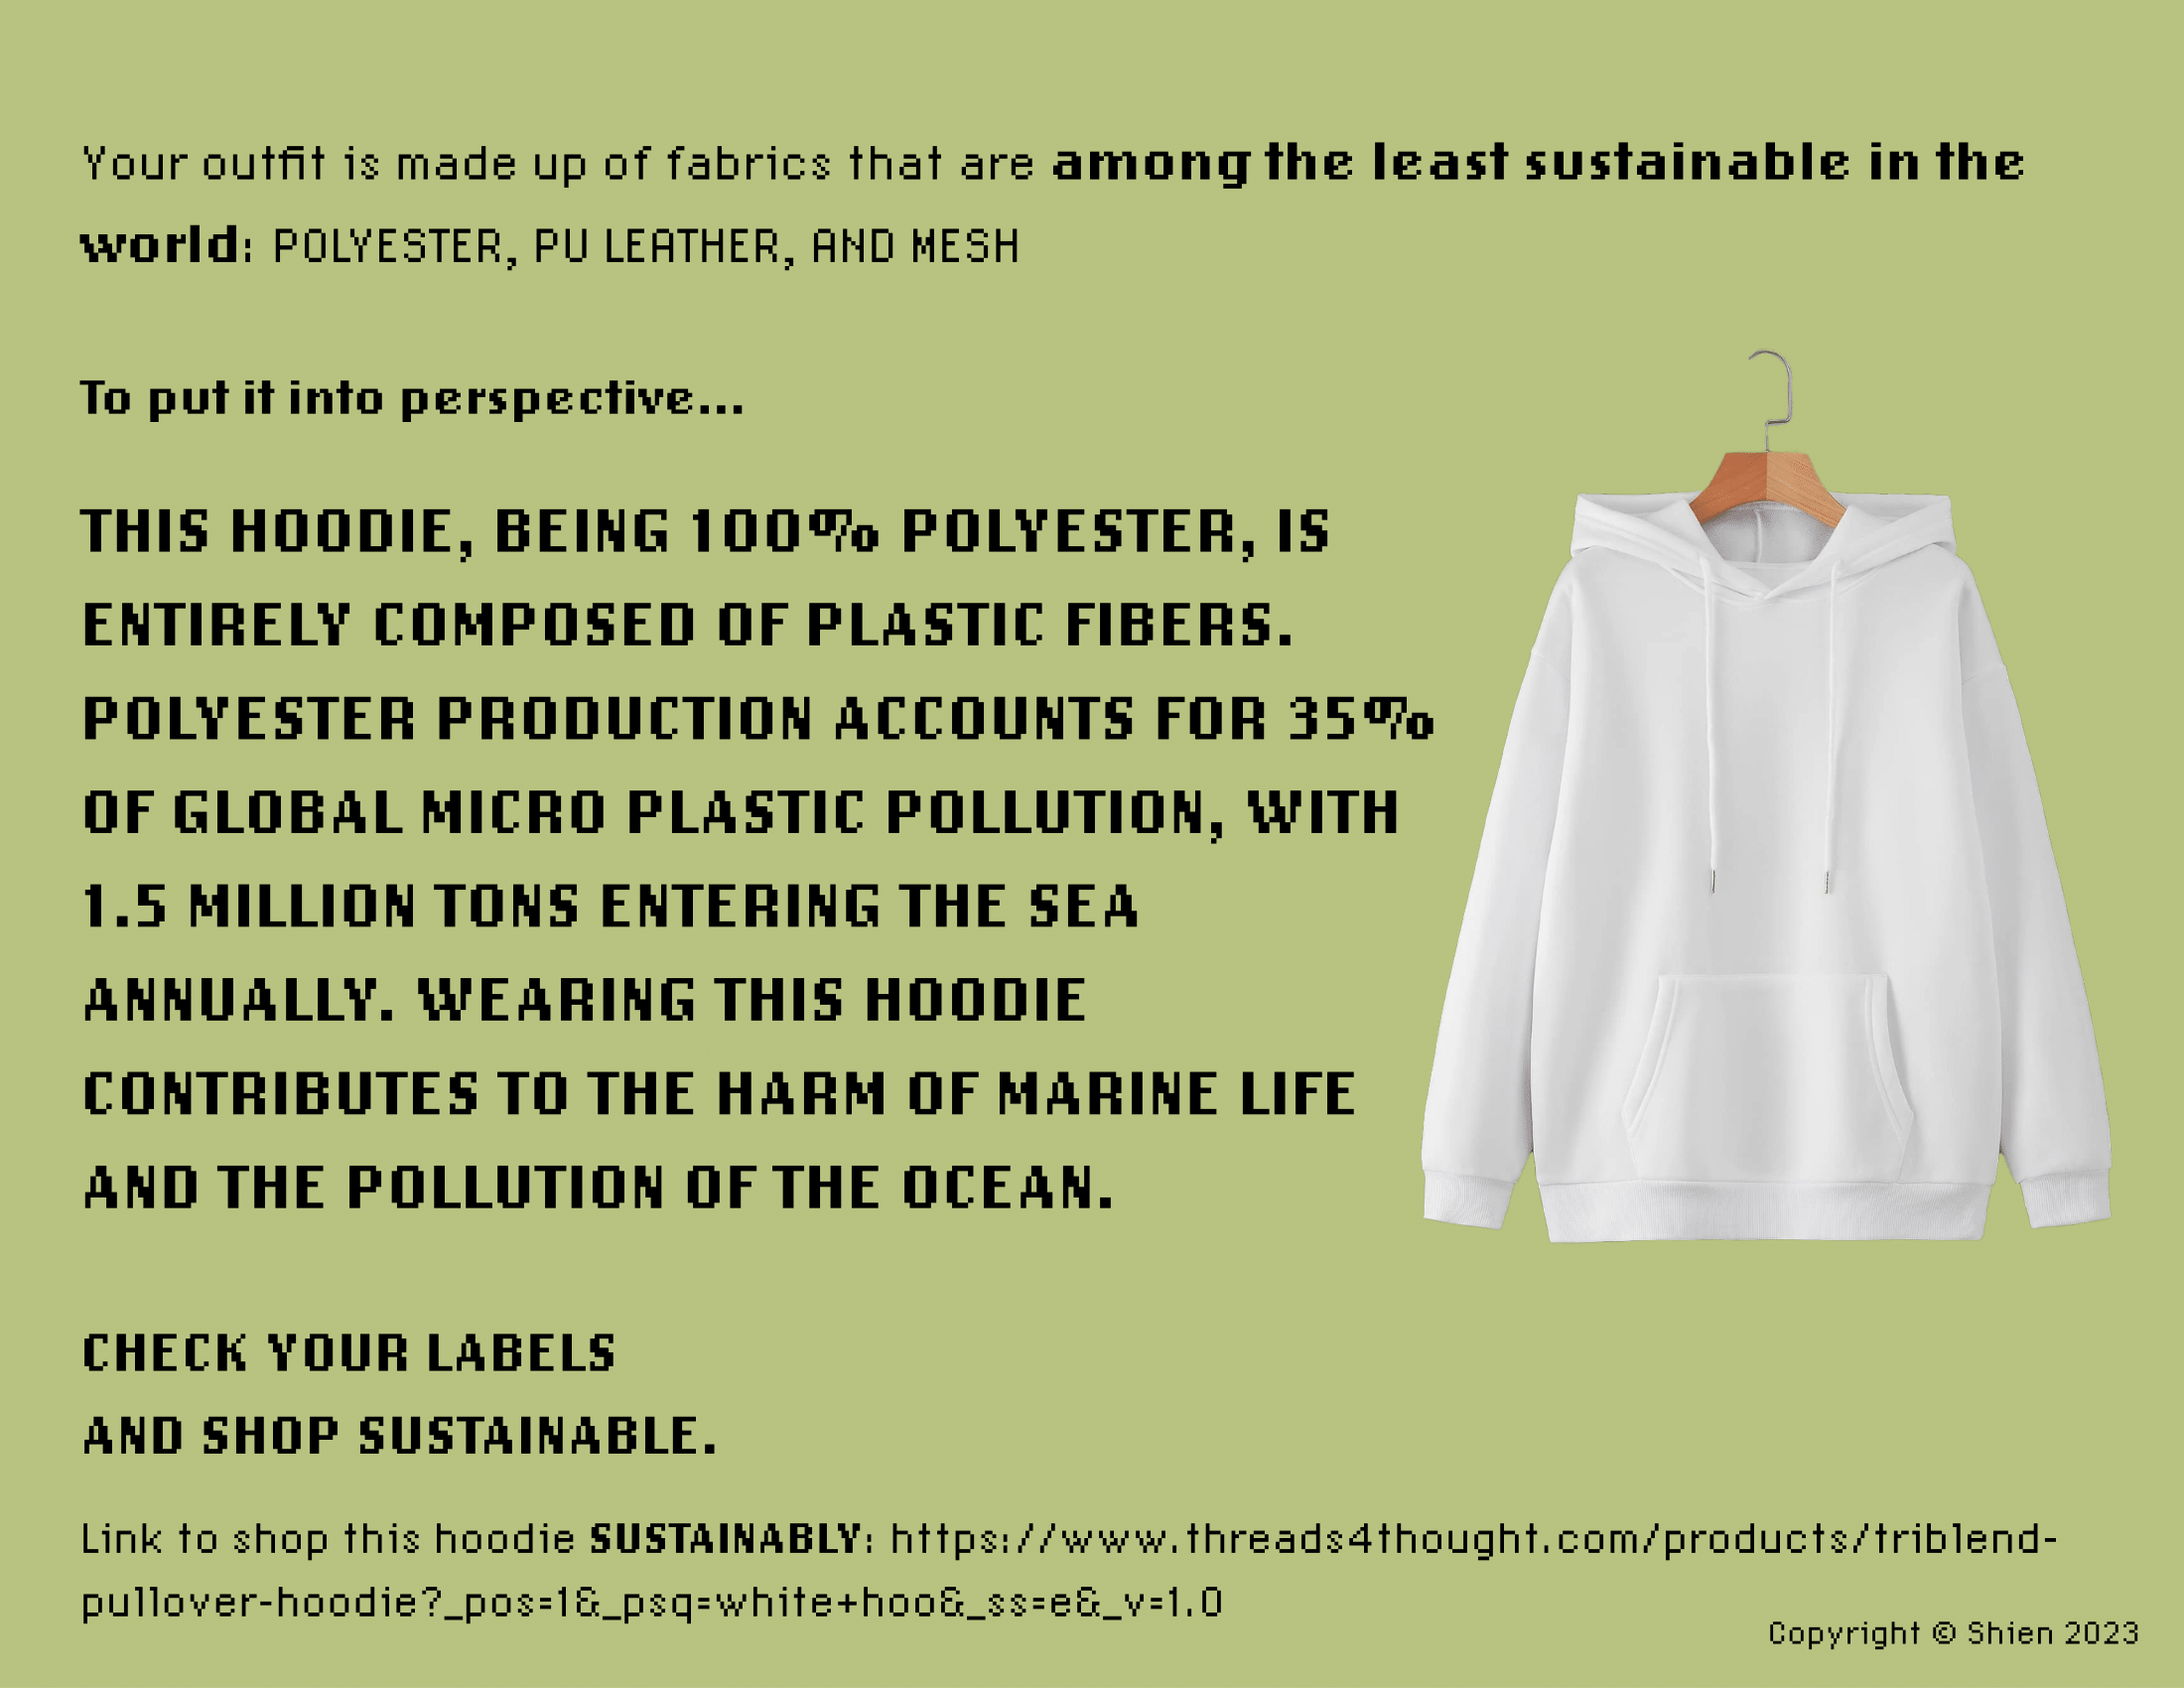 Your outfit is made up of fabrics that are among the least sustainable in the
world: POLYESTER, PU LEATHER, AND MESH
To put it into perspective...
THIS HOODIE, BEING 100% POLYESTER, IS
ENTIRELY COMPOSED OF PLASTIC FIBERS.
POLYESTER PRODUCTION ACCOUNTS FOR 35%
OF GLOBAL MICRO PLASTIC POLLUTION, WITH
1.5 MILLION TONS ENTERING THE SEA
ANNUALLY. WEARING THIS HOODIE
CONTRIBUTES TO THE HARM OF MARINE LIFE
AND THE POLLUTION OF THE OCEAN.
CHECK YOUR LABELS
AND SHOP SUSTAINABLE.
Link to shop this hoodie SUSTAINABLY: https://www.threads4thought.com/products/triblend-
pullover-hoodie?_pos=1&_psq=white+hoo&_ss=e&_v=1.0
Copyright © Shien 2023